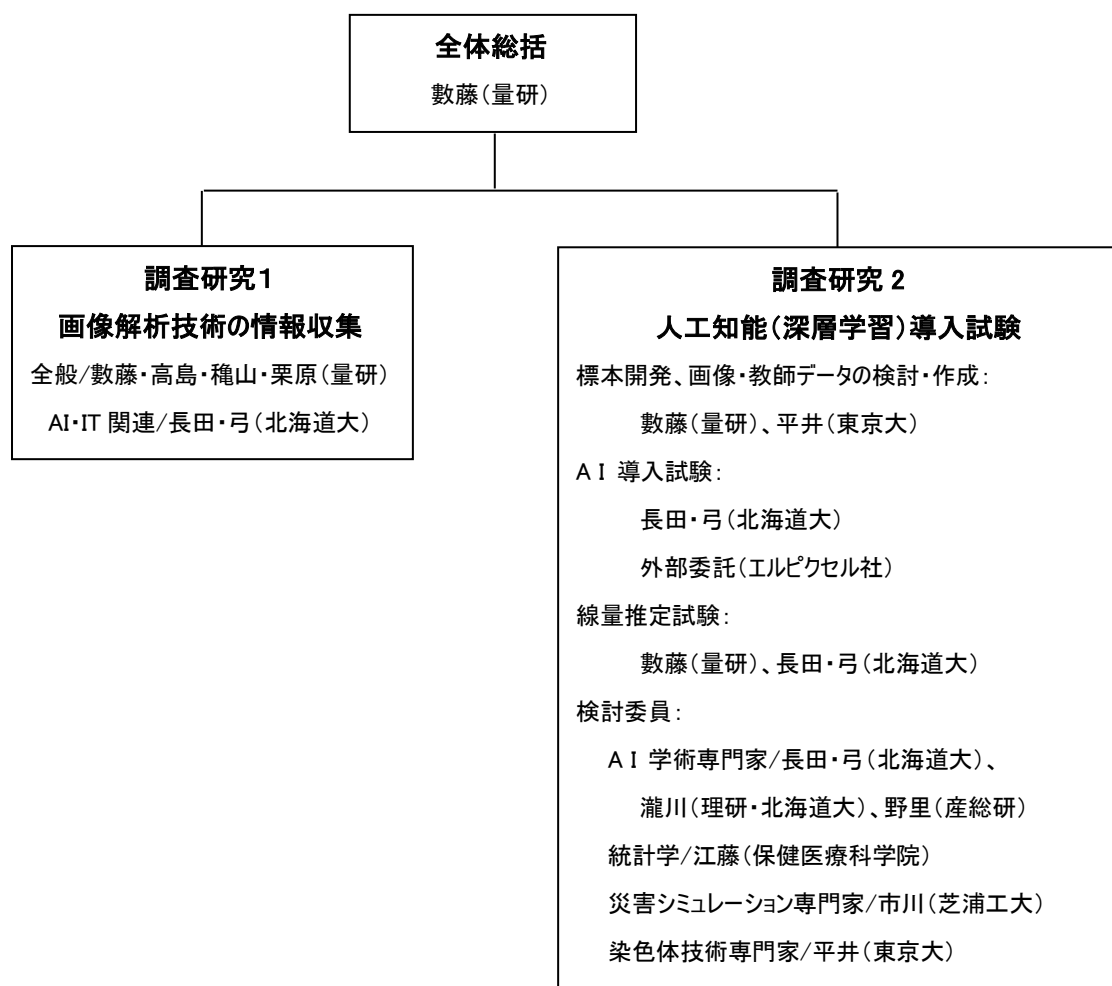 全体総括
數藤(量研)
調査研究1
画像解析技術の情報収集
全般/數藤・高島・穐山・栗原(量研)
AI・IT 関連/長田・弓(北海道大)
調査研究 2
人工知能(深層学習)導入試験
標本開発、画像・教師データの検討・作成:
數藤(量研)、平井(東京大)
AI 導入試験:
長田・弓(北海道大)
外部委託(エルピクセル社)
線量推定試験:
數藤(量研)、長田・弓(北海道大)
検討委員:
AI 学術専門家/長田・弓(北海道大)、
瀧川(理研・北海道大)、野里(産総研)
統計学/江藤(保健医療科学院)
災害シミュレーション専門家/市川(芝浦工大)
染色体技術専門家/平井(東京大)